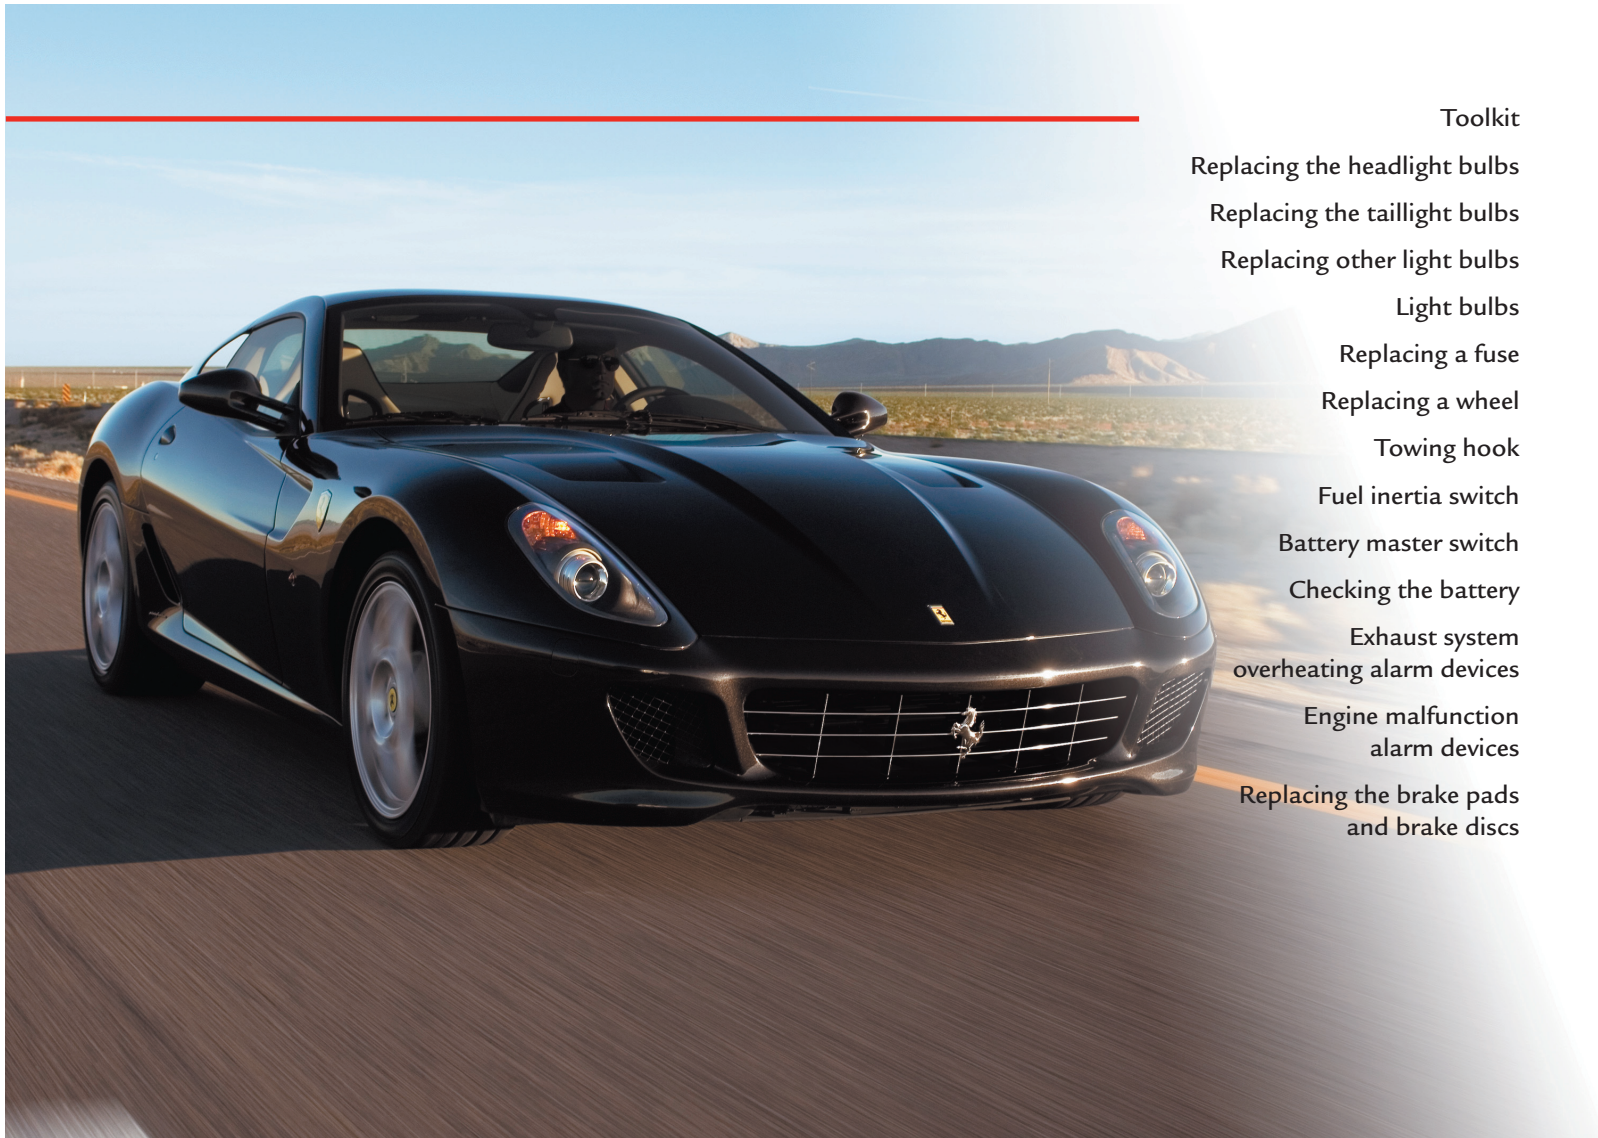 Toolkit
Replacing the headlight bulbs
Replacing the taillight bulbs
Replacing other light bulbs
Light bulbs
Replacing a fuse
Replacing a wheel
Towing hook
Fuel inertia switch
Battery master switch
Checking the battery
Exhaust system
overheating alarm devices
Engine malfunction
alarm devices
Replacing the brake pads
and brake discs